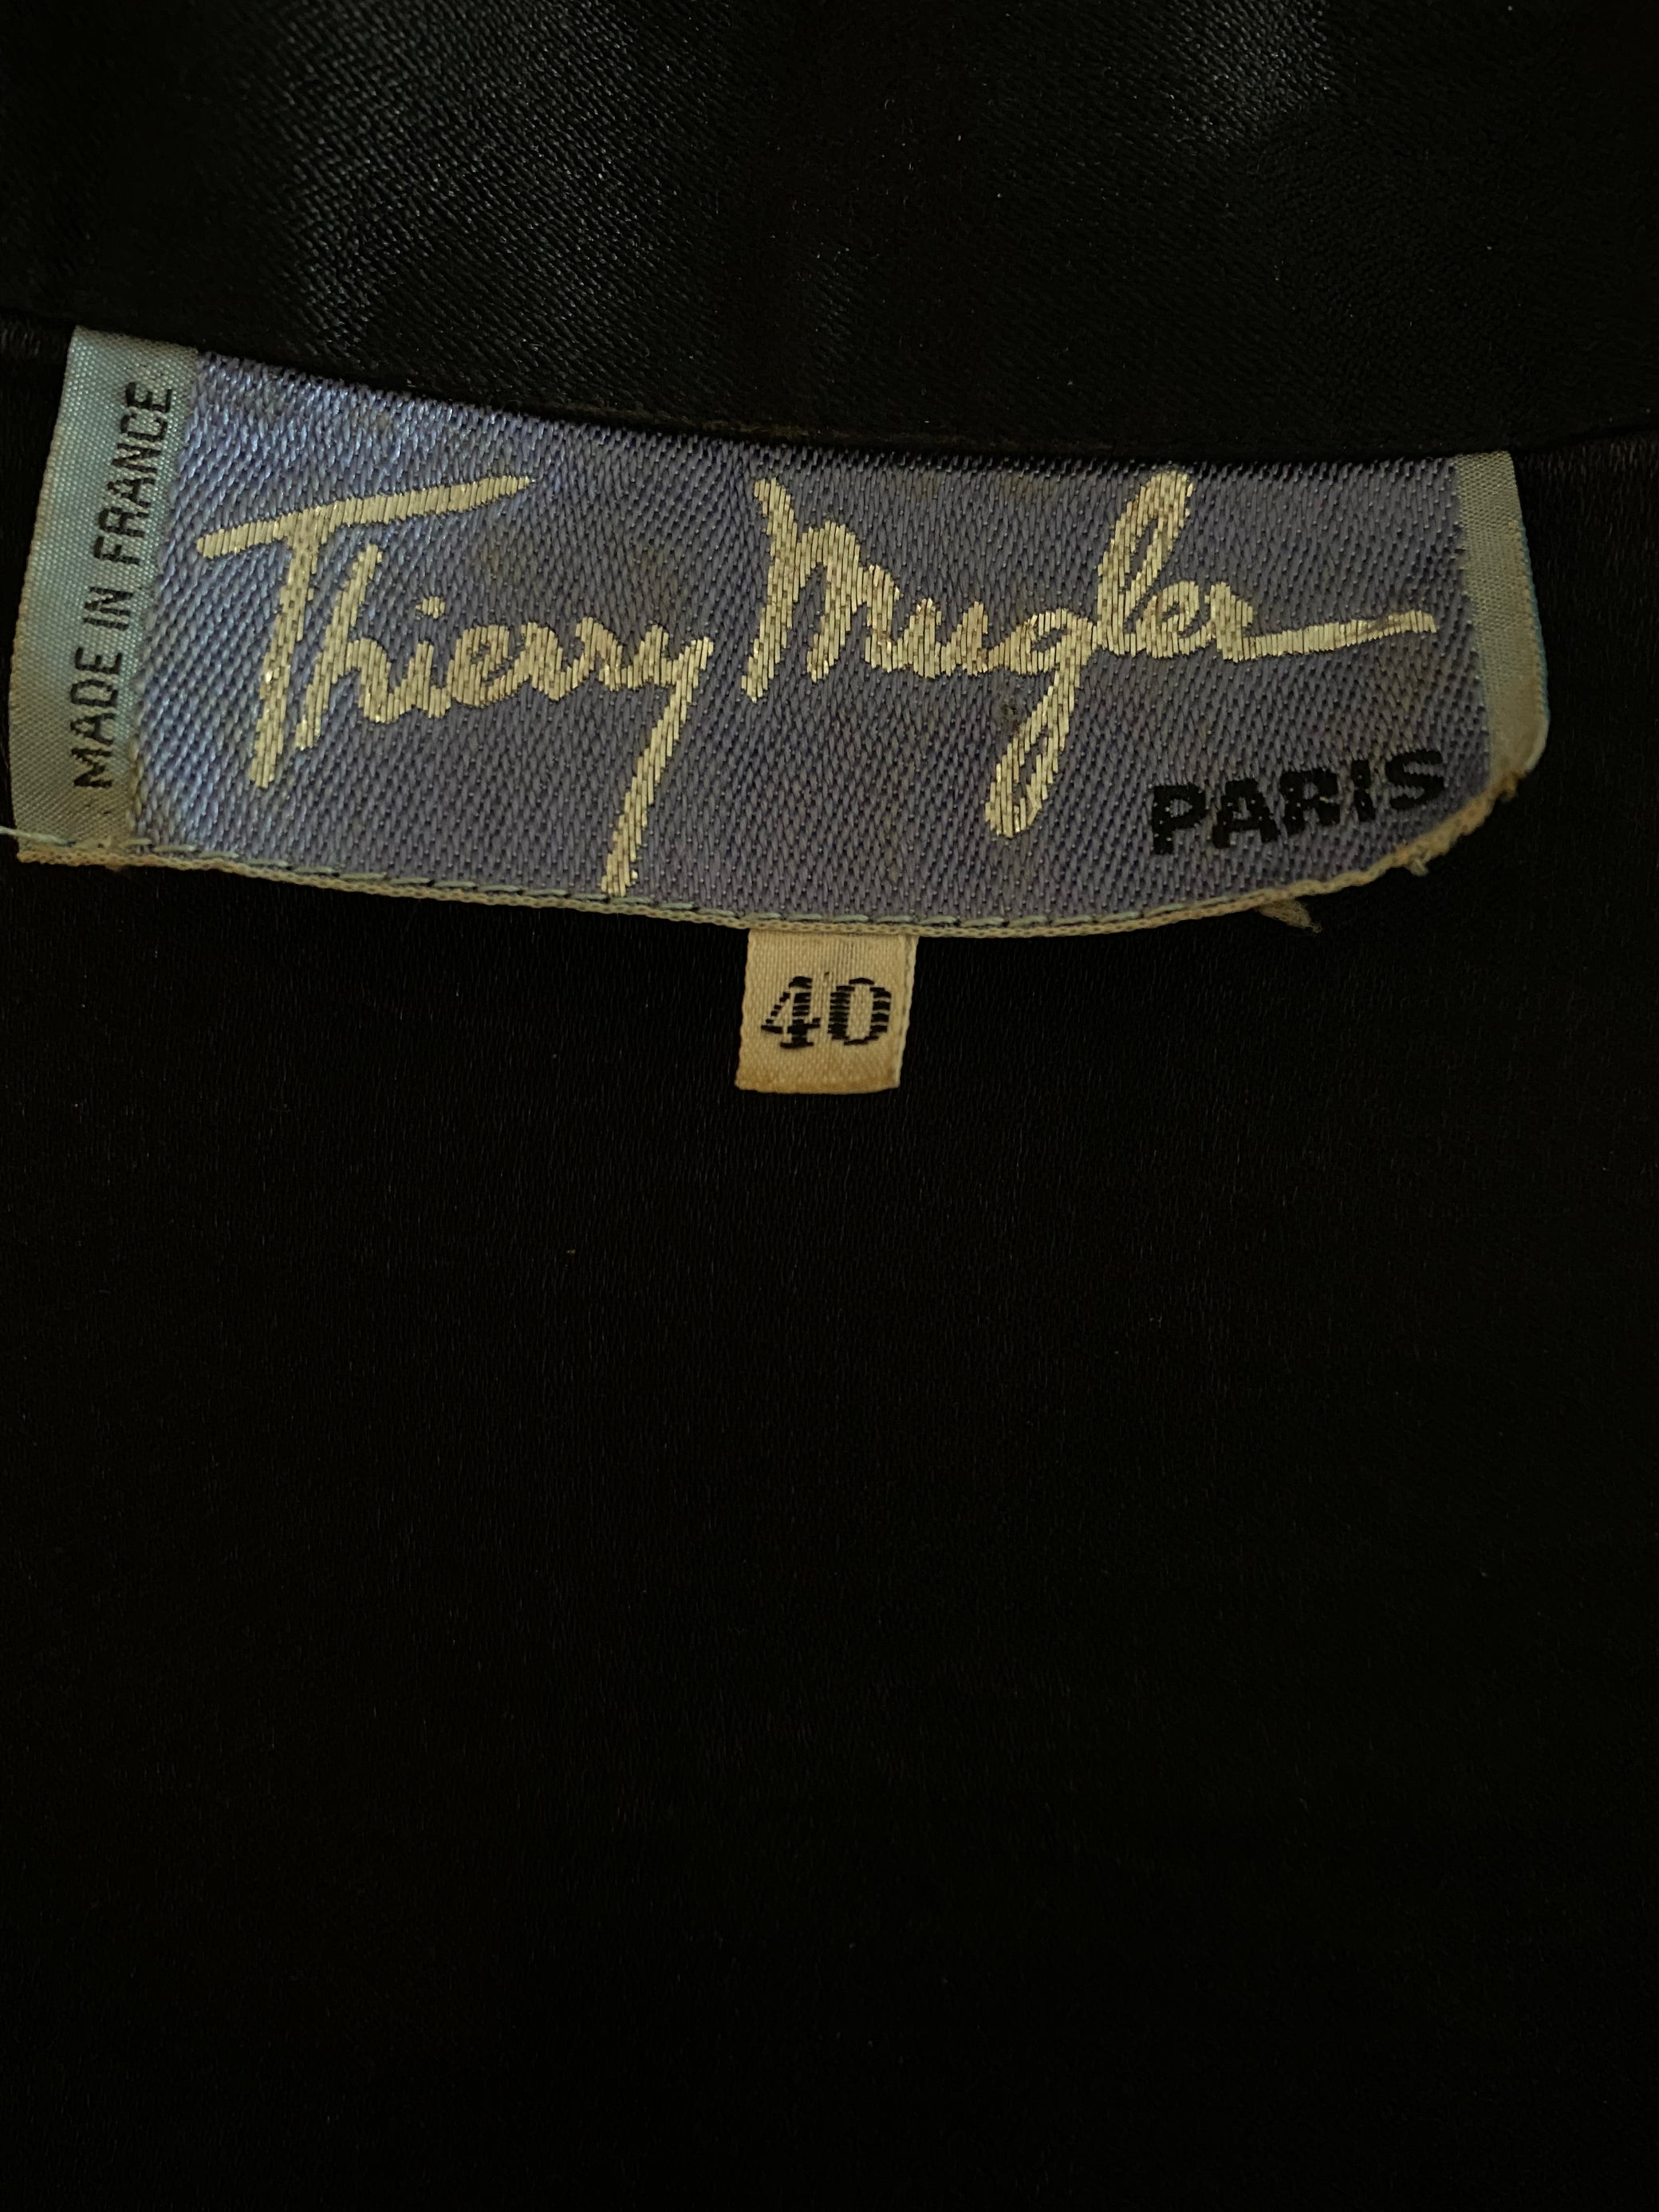 MADE IN FRANCE
Thierry Mugler
PARIS
40